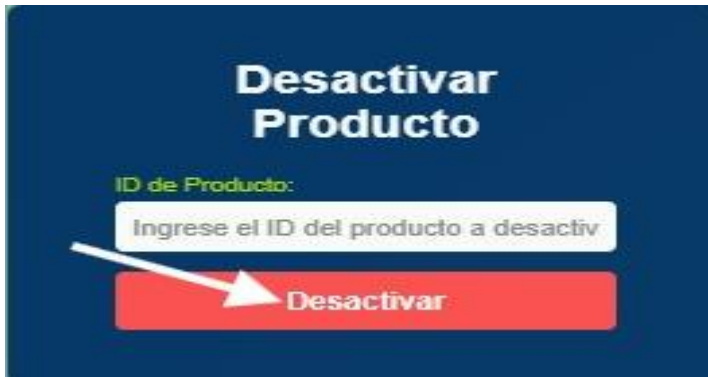 Desactivar
Producto
ID de Producto:
Ingrese el ID del producto a desactiv
Desactivar